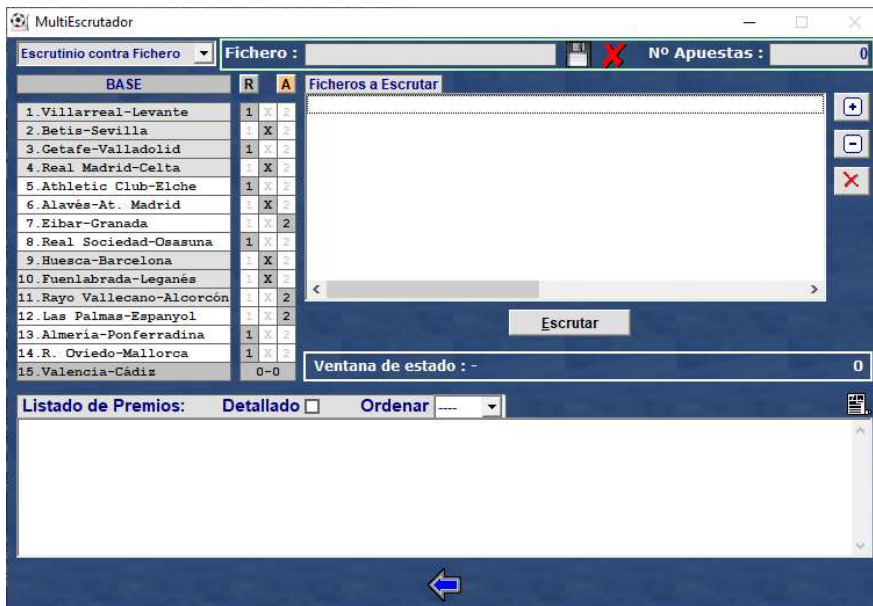 MultiEscrutador
Escrutinio contra Fichero Fichero : Nº Apuestas : 0
BASE R A Ficheros a Escrutar
1.Villarreal-Levante 1 X 2
2.Betis-Sevilla 1 X 2
3.Getafe-Valladolid 1 X 2
4.Real Madrid-Celta 1 X 2
5.Athletic Club-Elche 1 X 2
6.Alavés-At. Madrid 1 X 2
7.Eibar-Granada 1 X 2
8.Real Sociedad-Osasuna 1 X 2
9.Huesca-Barcelona 1 X 2
10.Fuenlabrada-Leganés 1 X 2
11.Rayo Vallecano-Alcorcón 1 X 2
12.Las Palmas-Espanyol 1 X 2
13.Almería-Ponferradina 1 X 2
14.R. Oviedo-Mallorca 1 X 2
15.Valencia-Cádiz 0-0
Escrutar
Ventana de estado : - 0
Listado de Premios: Detallado Ordenar ----